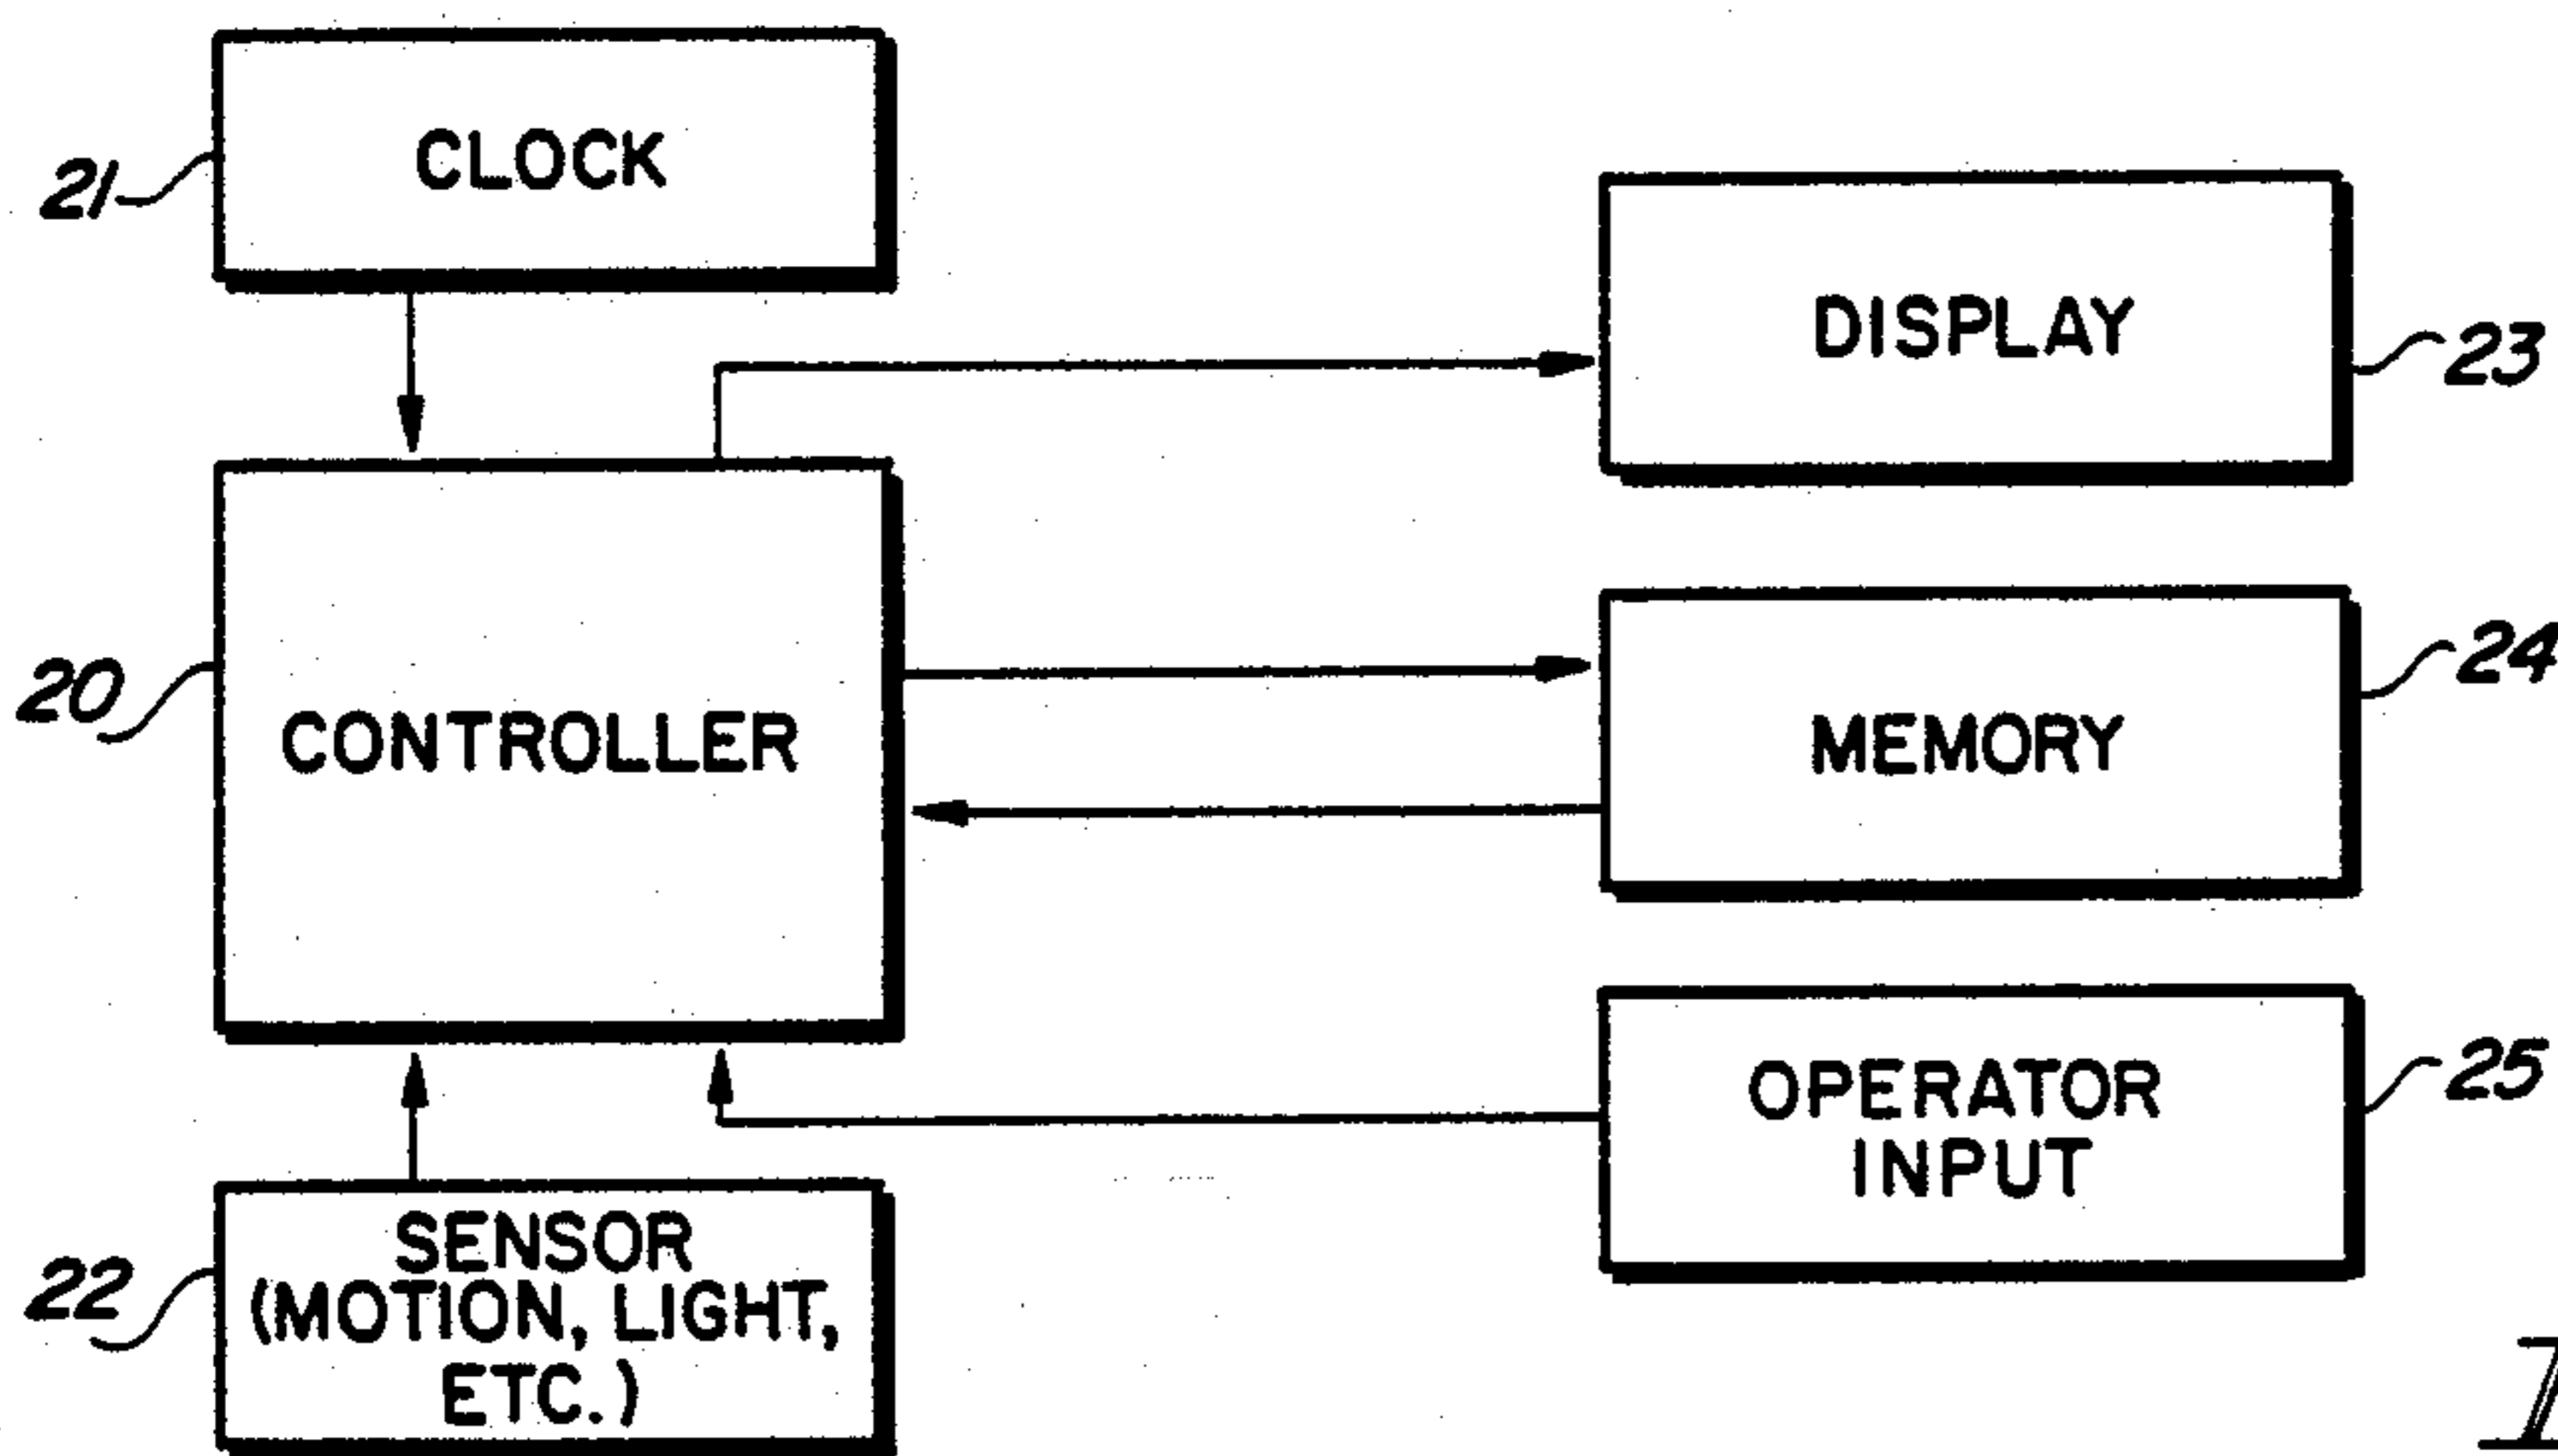 CLOCK
21
DISPLAY
23
20
CONTROLLER
MEMORY
24
OPERATOR
INPUT
25
SENSOR
(MOTION, LIGHT,
ETC.)
22